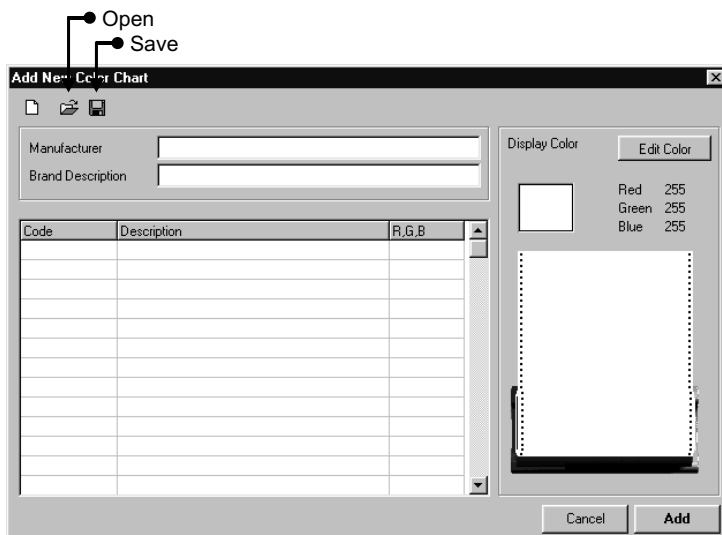 Open
Save
Add New Color Chart
Manufacturer
Brand Description
Code Description R,G,B
Display Color Edit Color
Red 255
Green 255
Blue 255
Cancel Add